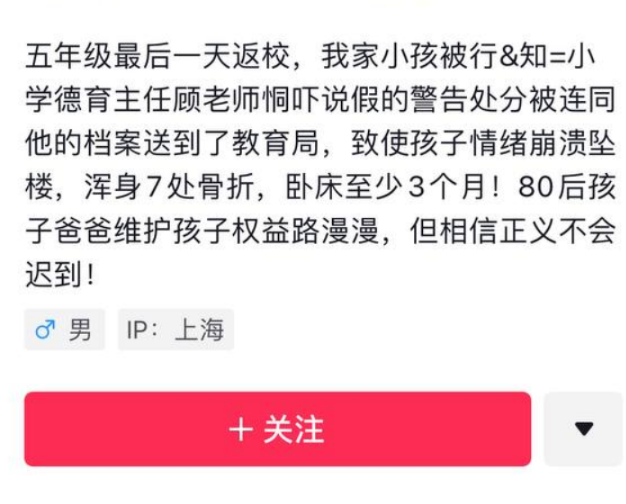 五年级最后一天返校，我家小孩被行&知=小
学德育主任顾老师恫吓说假的警告处分被连同
他的档案送到了教育局，致使孩子情绪崩溃坠
楼，浑身7处骨折，卧床至少3个月！80后孩
子爸爸维护孩子权益路漫漫，但相信正义不会
迟到！
♂ 男 IP：上海
＋关注